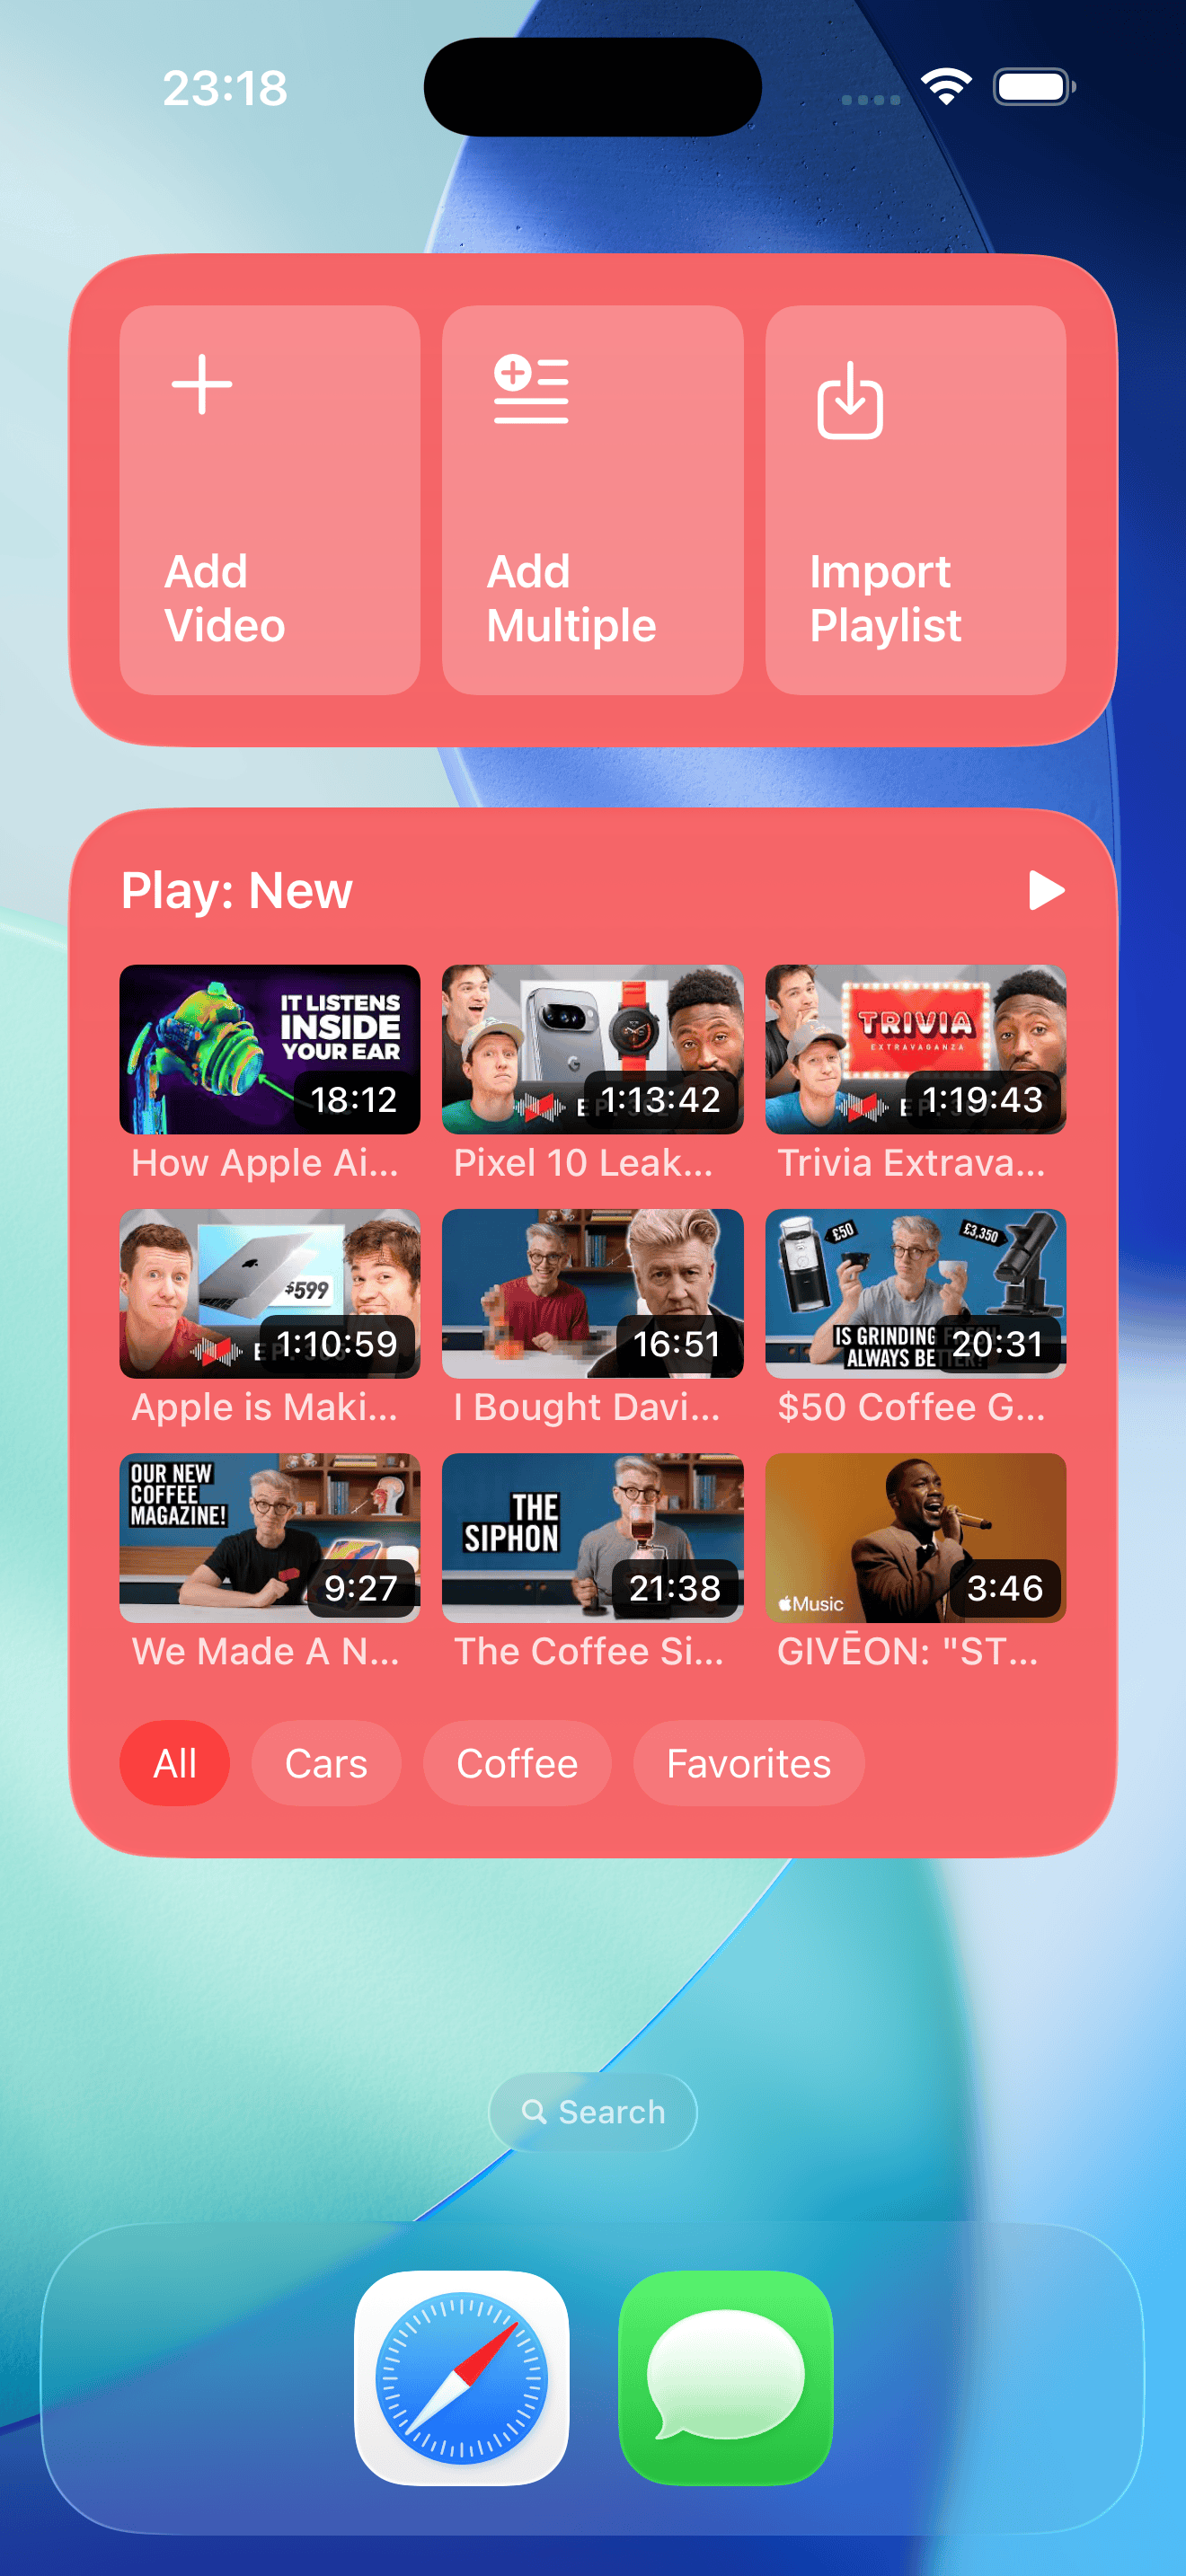 23:18
Add
Video
Add
Multiple
Import
Playlist
Play: New
IT LISTENS
INSIDE
YOUR EAR
18:12
How Apple Ai...
1:13:42
Pixel 10 Leak...
TRIVIA
EXTRAVAGANZA
1:19:43
Trivia Extrava...
$599
1:10:59
Apple is Maki...
16:51
I Bought Davi...
£50
£3,350
IS GRINDING FRESH
ALWAYS BETTER?
20:31
$50 Coffee G...
OUR NEW
COFFEE
MAGAZINE!
9:27
We Made A N...
THE
SIPHON
21:38
The Coffee Si...
Music
3:46
GIVĒON: "ST...
All
Cars
Coffee
Favorites
Search